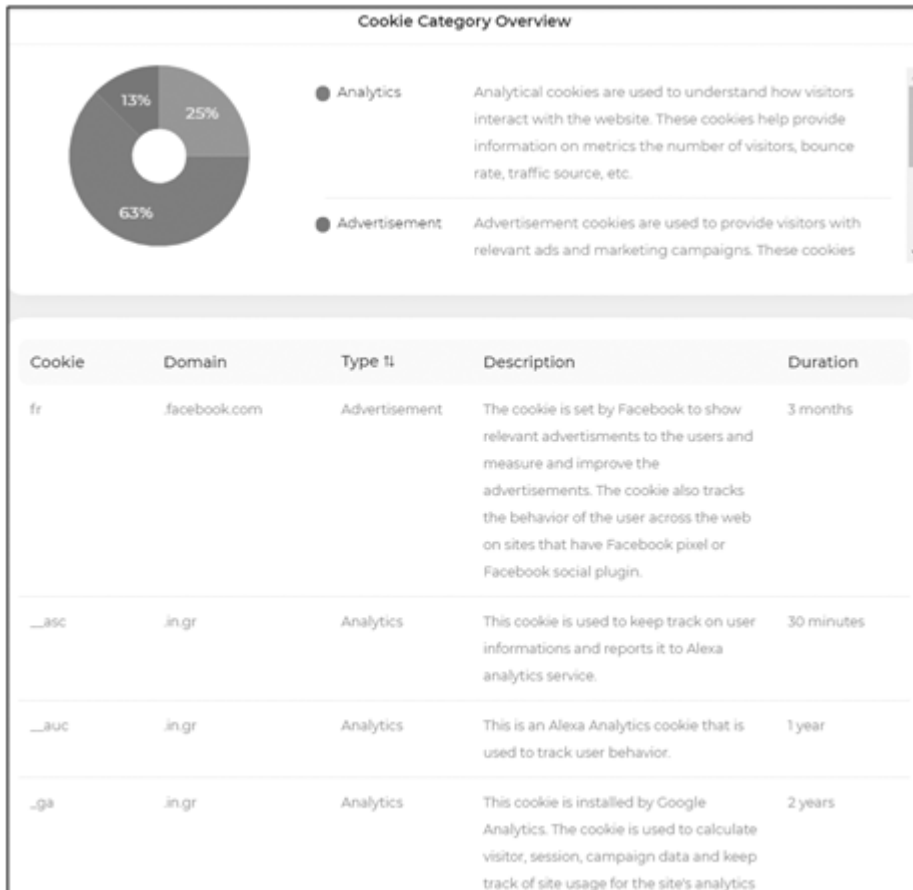 Cookie Category Overview
13%
25%
63%
Analytics
Analytical cookies are used to understand how visitors
interact with the website. These cookies help provide
information on metrics the number of visitors, bounce
rate, traffic source, etc.
Advertisement
Advertisement cookies are used to provide visitors with
relevant ads and marketing campaigns. These cookies
Cookie Domain Type ⇅ Description Duration
fr .facebook.com Advertisement The cookie is set by Facebook to show 3 months
relevant advertisments to the users and
measure and improve the
advertisements. The cookie also tracks
the behavior of the user across the web
on sites that have Facebook pixel or
Facebook social plugin.
__asc .in.gr Analytics This cookie is used to keep track on user 30 minutes
informations and reports it to Alexa
analytics service.
__auc .in.gr Analytics This is an Alexa Analytics cookie that is 1 year
used to track user behavior.
_ga .in.gr Analytics This cookie is installed by Google 2 years
Analytics. The cookie is used to calculate
visitor, session, campaign data and keep
track of site usage for the site's analytics